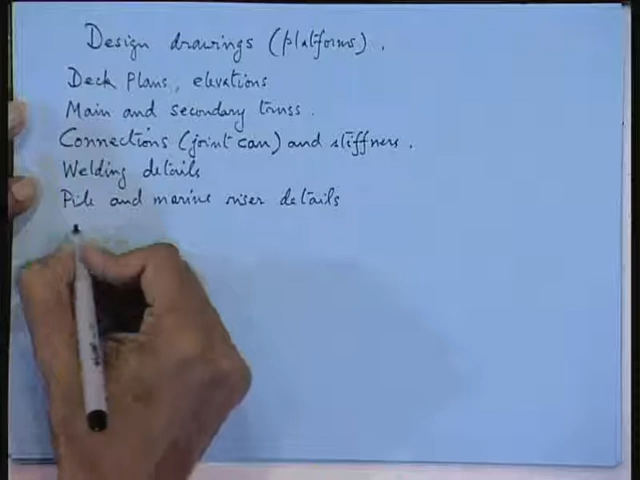 Design drawings (platforms).
Deck Plans, elevations
Main and secondary truss.
Connections (joint can) and stiffners.
Welding details
Pile and marine riser details